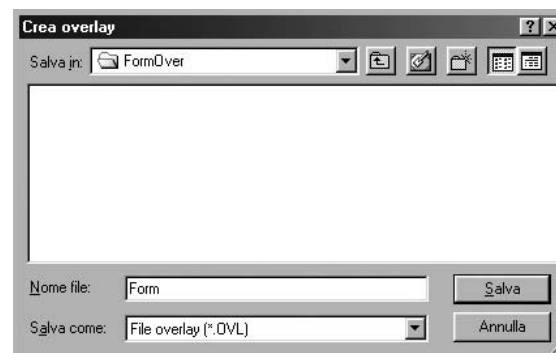 Crea overlay
Salva in: FormOver
Nome file: Form
Salva
Salva come: File overlay (*.OVL)
Annulla